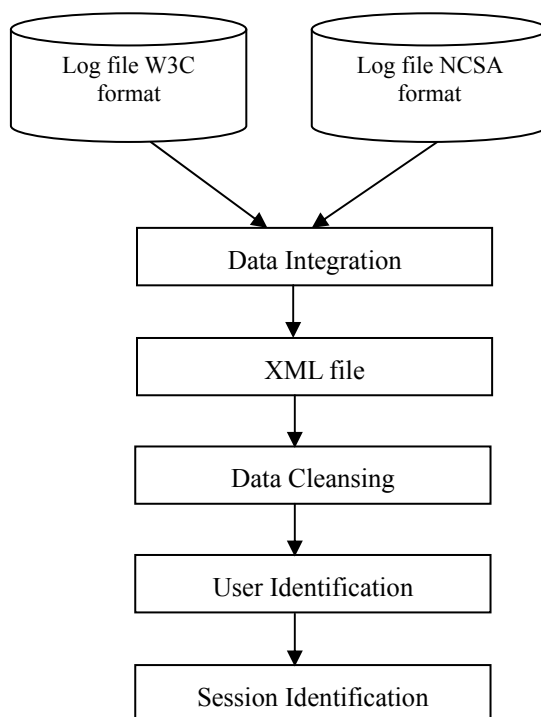 Log file W3C
format
Log file NCSA
format
Data Integration
XML file
Data Cleansing
User Identification
Session Identification